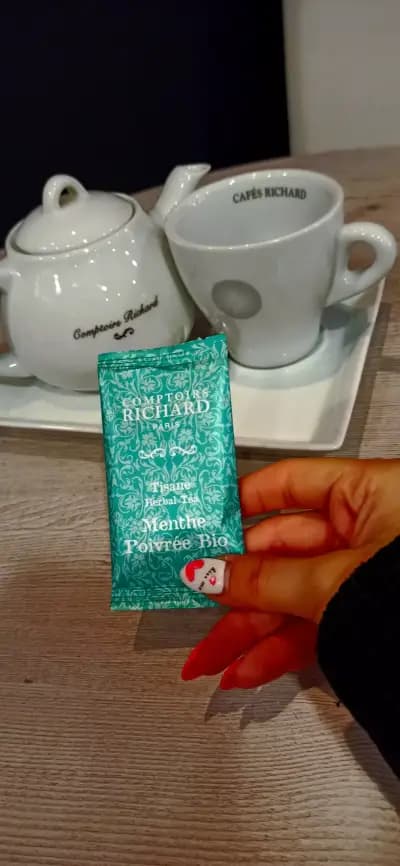 CAFÉS RICHARD
Comptoirs Richard
COMPTOIRS
RICHARD
PARIS
Tisane
Herbal Tea
Menthe
Poivrée Bio